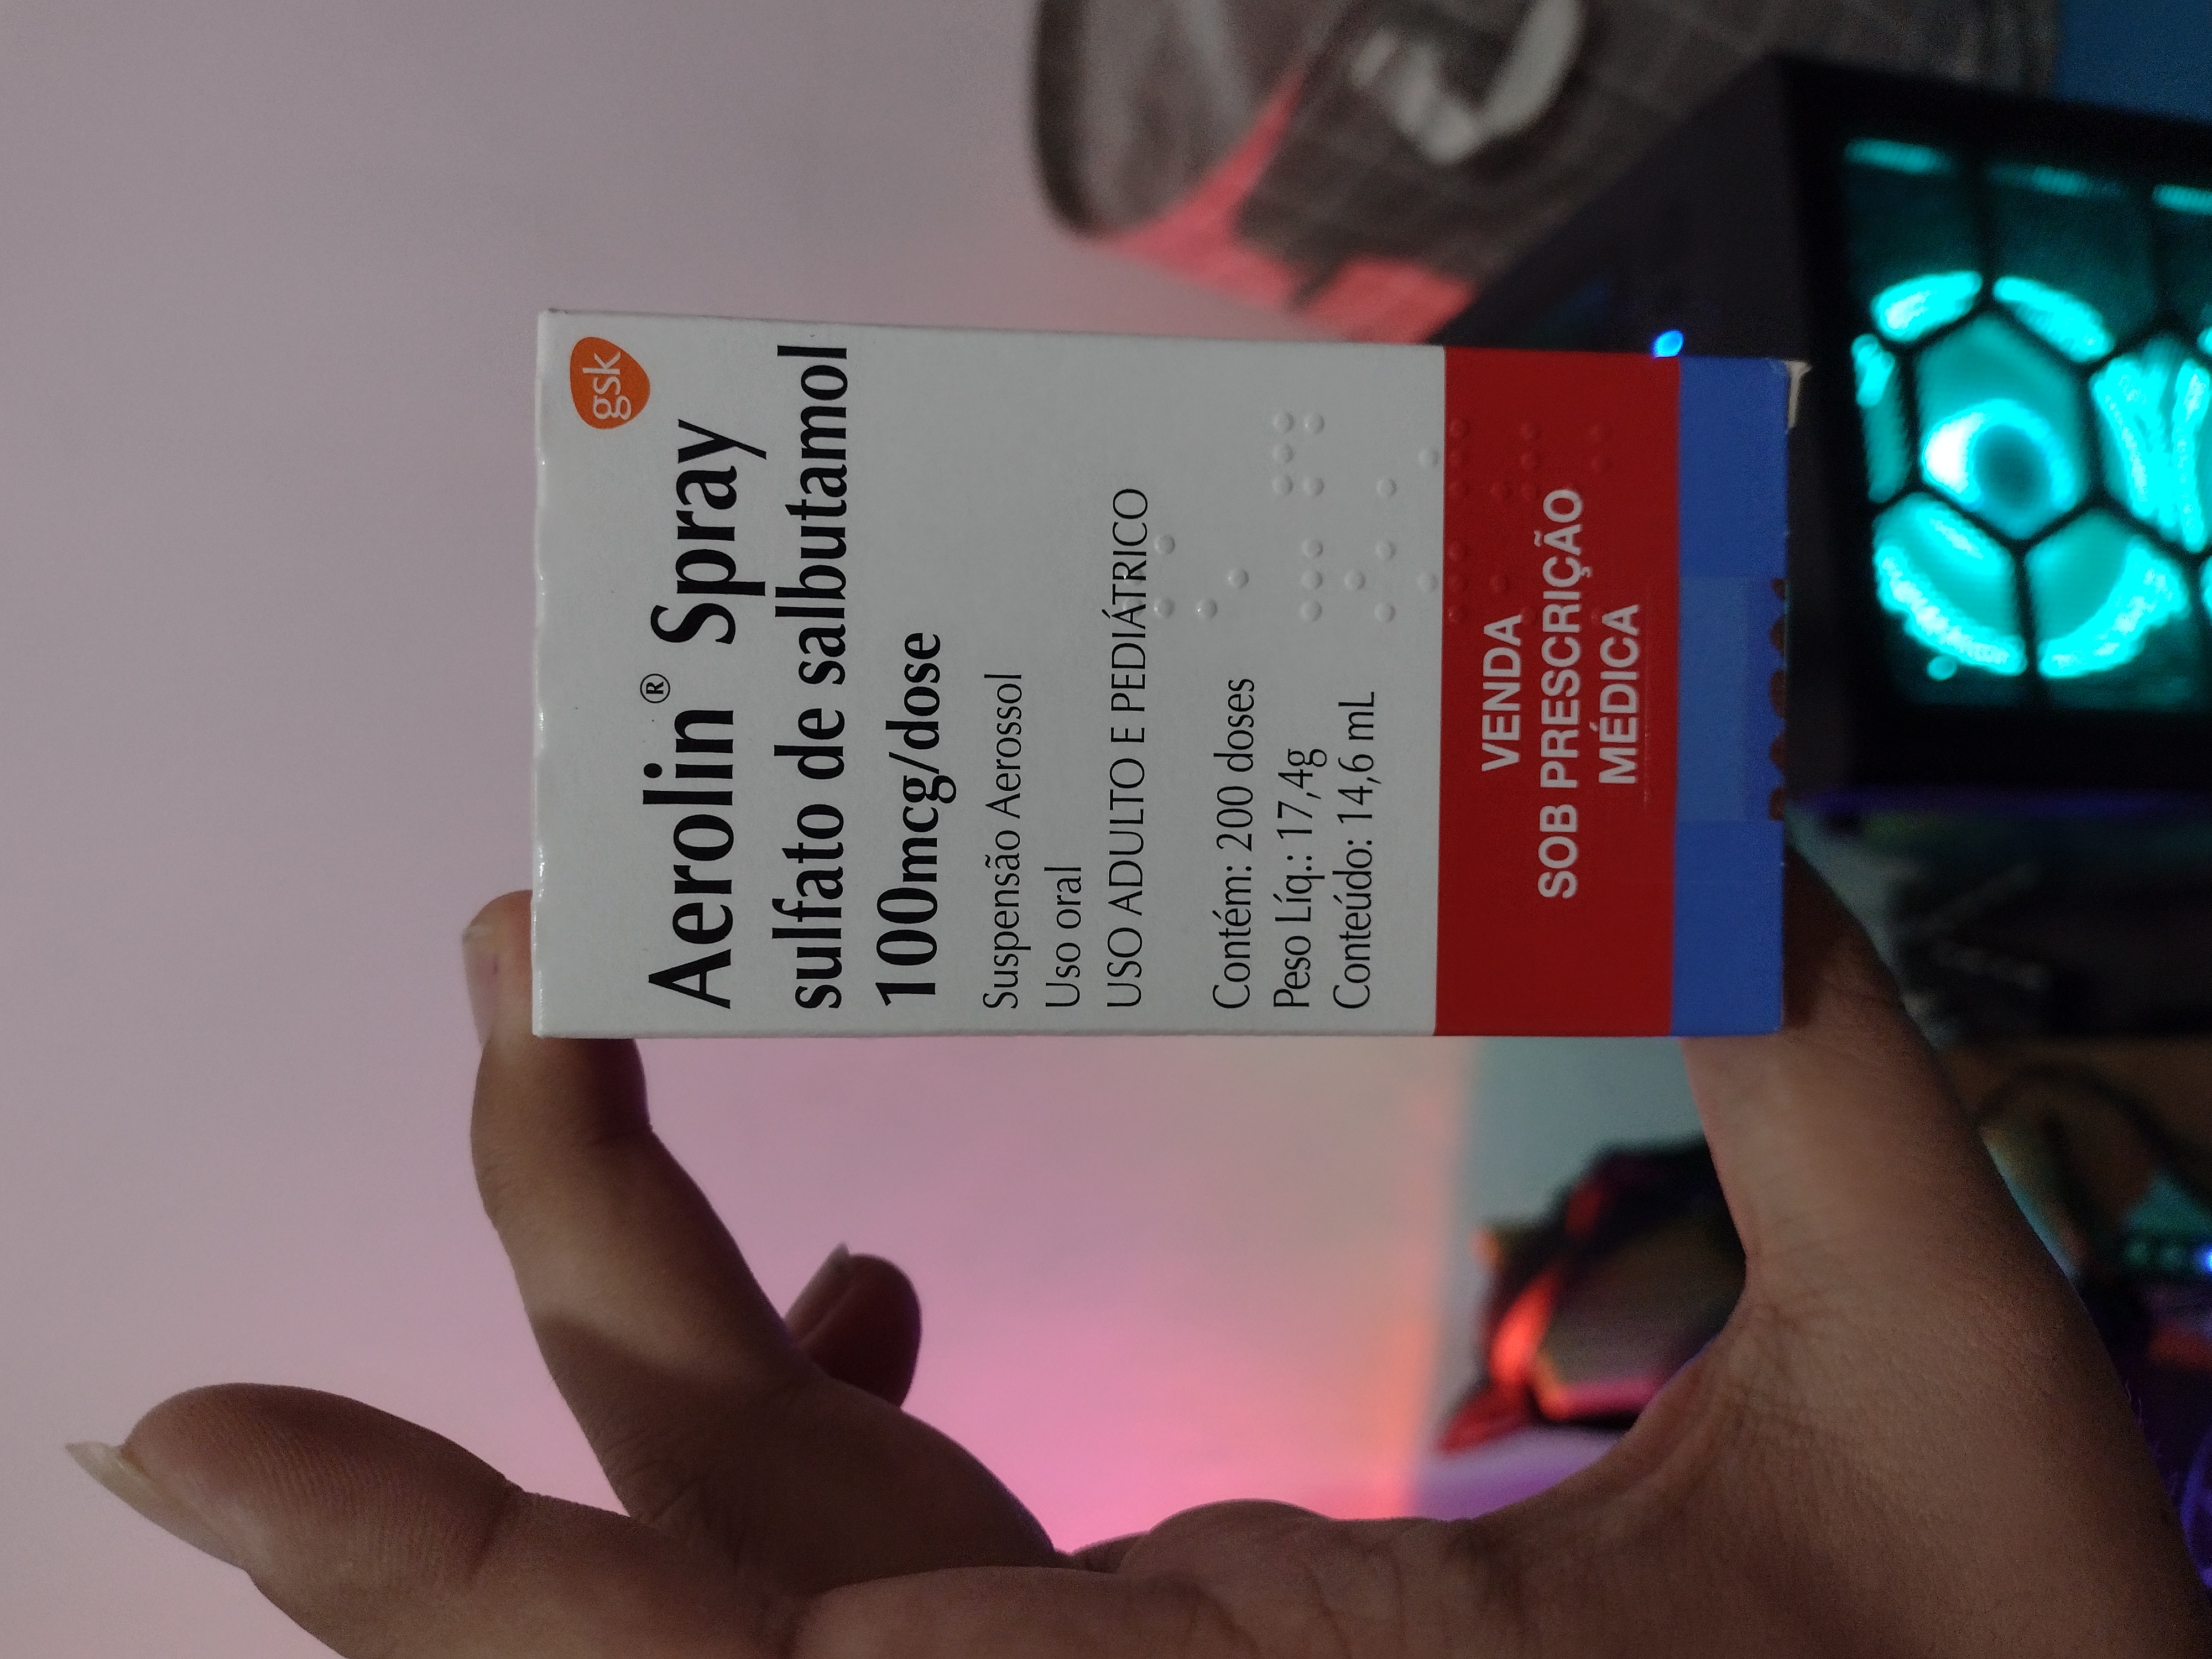 gsk
Aerolin® Spray
sulfato de salbutamol
100mcg/dose
Suspensão Aerossol
Uso oral
USO ADULTO E PEDIÁTRICO
Contém: 200 doses
Peso Líq.: 17,4g
Conteúdo: 14,6 mL
VENDA
SOB PRESCRIÇÃO
MÉDICA